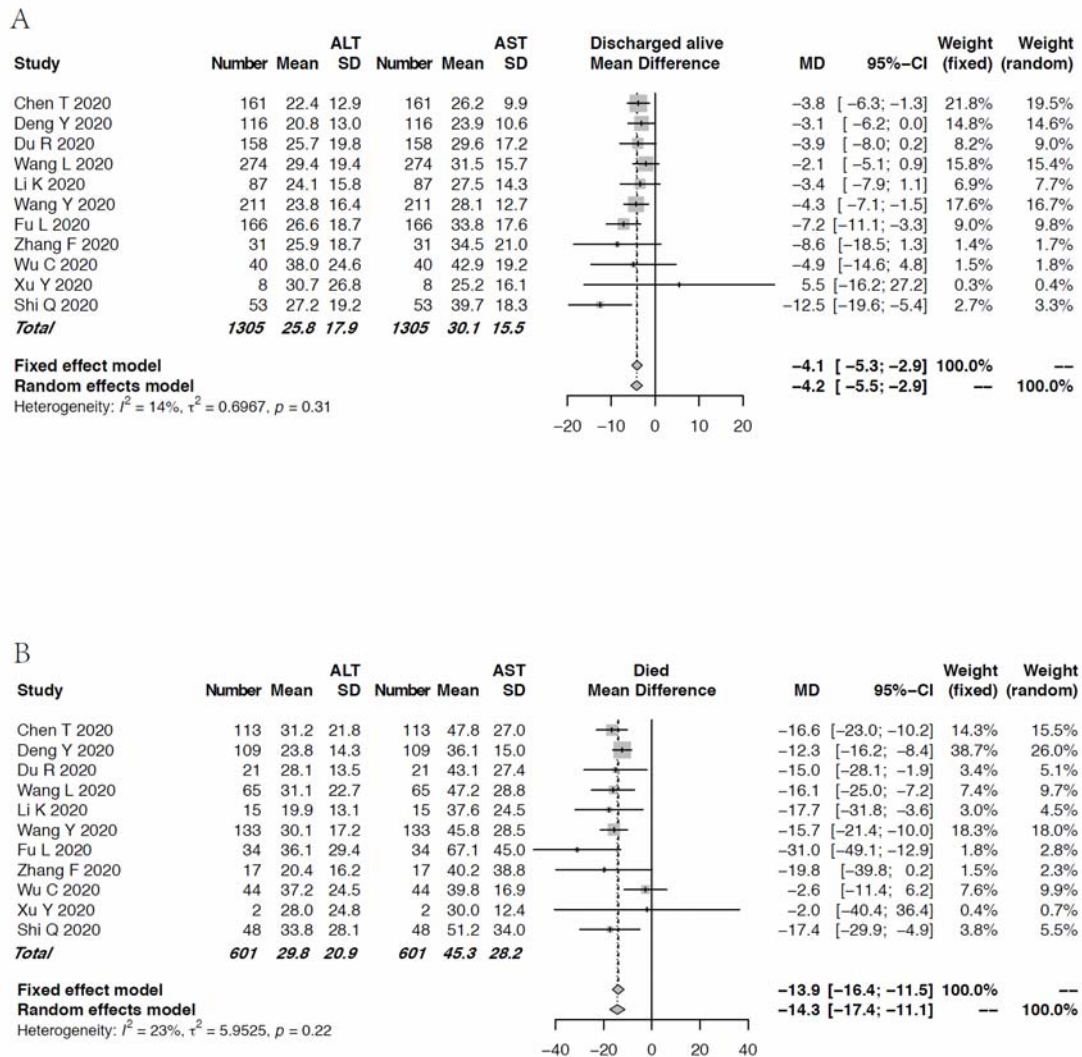 A
ALT AST Discharged alive Weight Weight
Study Number Mean SD Number Mean SD Mean Difference MD 95%−CI (fixed) (random)
Chen T 2020 161 22.4 12.9 161 26.2 9.9 −3.8 [ −6.3; −1.3] 21.8% 19.5%
Deng Y 2020 116 20.8 13.0 116 23.9 10.6 −3.1 [ −6.2; 0.0] 14.8% 14.6%
Du R 2020 158 25.7 19.8 158 29.6 17.2 −3.9 [ −8.0; 0.2] 8.2% 9.0%
Wang L 2020 274 29.4 19.4 274 31.5 15.7 −2.1 [ −5.1; 0.9] 15.8% 15.4%
Li K 2020 87 24.1 15.8 87 27.5 14.3 −3.4 [ −7.9; 1.1] 6.9% 7.7%
Wang Y 2020 211 23.8 16.4 211 28.1 12.7 −4.3 [ −7.1; −1.5] 17.6% 16.7%
Fu L 2020 166 26.6 18.7 166 33.8 17.6 −7.2 [−11.1; −3.3] 9.0% 9.8%
Zhang F 2020 31 25.9 18.7 31 34.5 21.0 −8.6 [−18.5; 1.3] 1.4% 1.7%
Wu C 2020 40 38.0 24.6 40 42.9 19.2 −4.9 [−14.6; 4.8] 1.5% 1.8%
Xu Y 2020 8 30.7 26.8 8 25.2 16.1 5.5 [−16.2; 27.2] 0.3% 0.4%
Shi Q 2020 53 27.2 19.2 53 39.7 18.3 −12.5 [−19.6; −5.4] 2.7% 3.3%
Total 1305 25.8 17.9 1305 30.1 15.5
Fixed effect model −4.1 [ −5.3; −2.9] 100.0% −−
Random effects model −4.2 [ −5.5; −2.9] −− 100.0%
Heterogeneity: I² = 14%, τ² = 0.6967, p = 0.31
−20 −10 0 10 20
B
ALT AST Died Weight Weight
Study Number Mean SD Number Mean SD Mean Difference MD 95%−CI (fixed) (random)
Chen T 2020 113 31.2 21.8 113 47.8 27.0 −16.6 [−23.0; −10.2] 14.3% 15.5%
Deng Y 2020 109 23.8 14.3 109 36.1 15.0 −12.3 [−16.2; −8.4] 38.7% 26.0%
Du R 2020 21 28.1 13.5 21 43.1 27.4 −15.0 [−28.1; −1.9] 3.4% 5.1%
Wang L 2020 65 31.1 22.7 65 47.2 28.8 −16.1 [−25.0; −7.2] 7.4% 9.7%
Li K 2020 15 19.9 13.1 15 37.6 24.5 −17.7 [−31.8; −3.6] 3.0% 4.5%
Wang Y 2020 133 30.1 17.2 133 45.8 28.5 −15.7 [−21.4; −10.0] 18.3% 18.0%
Fu L 2020 34 36.1 29.4 34 67.1 45.0 −31.0 [−49.1; −12.9] 1.8% 2.8%
Zhang F 2020 17 20.4 16.2 17 40.2 38.8 −19.8 [−39.8; 0.2] 1.5% 2.3%
Wu C 2020 44 37.2 24.5 44 39.8 16.9 −2.6 [−11.4; 6.2] 7.6% 9.9%
Xu Y 2020 2 28.0 24.8 2 30.0 12.4 −2.0 [−40.4; 36.4] 0.4% 0.7%
Shi Q 2020 48 33.8 28.1 48 51.2 34.0 −17.4 [−29.9; −4.9] 3.8% 5.5%
Total 601 29.8 20.9 601 45.3 28.2
Fixed effect model −13.9 [−16.4; −11.5] 100.0% −−
Random effects model −14.3 [−17.4; −11.1] −− 100.0%
Heterogeneity: I² = 23%, τ² = 5.9525, p = 0.22
−40 −20 0 20 40